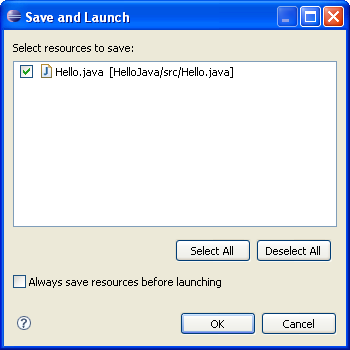 Save and Launch
Select resources to save:
Hello.java [HelloJava/src/Hello.java]
Select All
Deselect All
Always save resources before launching
?
OK
Cancel